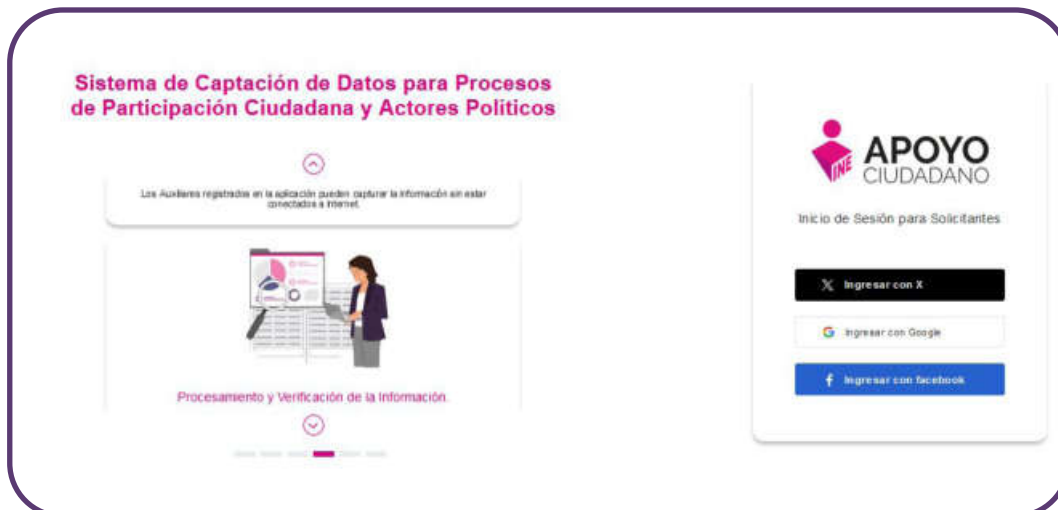 Sistema de Captación de Datos para Procesos
de Participación Ciudadana y Actores Políticos
Los Auxiliares registrados en la aplicación pueden capturar la información sin estar
conectados a Internet.
Procesamiento y Verificación de la Información.
INE
APOYO
CIUDADANO
Inicio de Sesión para Solicitantes
Ingresar con X
Ingresar con Google
Ingresar con facebook